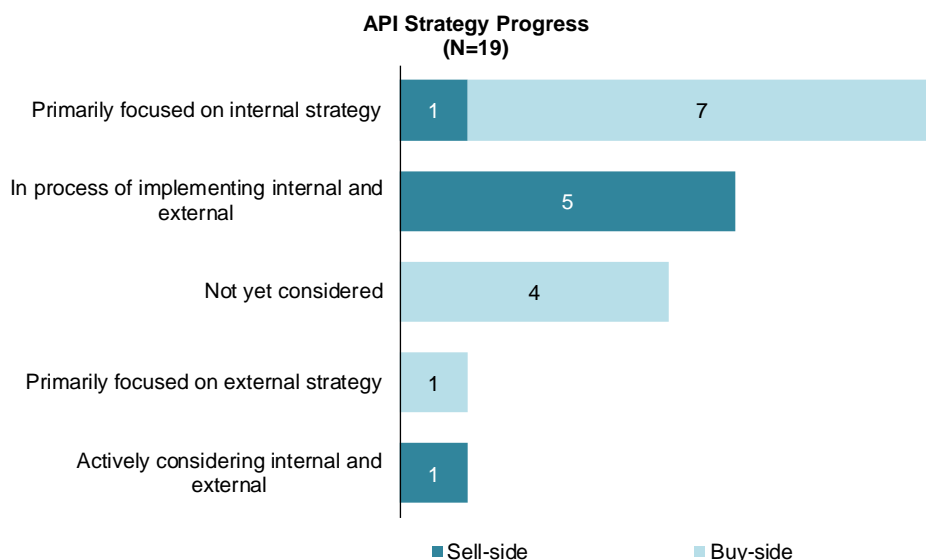 API Strategy Progress
(N=19)
Primarily focused on internal strategy
1
7
In process of implementing internal and
external
5
Not yet considered
4
Primarily focused on external strategy
1
Actively considering internal and
external
1
Sell-side
Buy-side